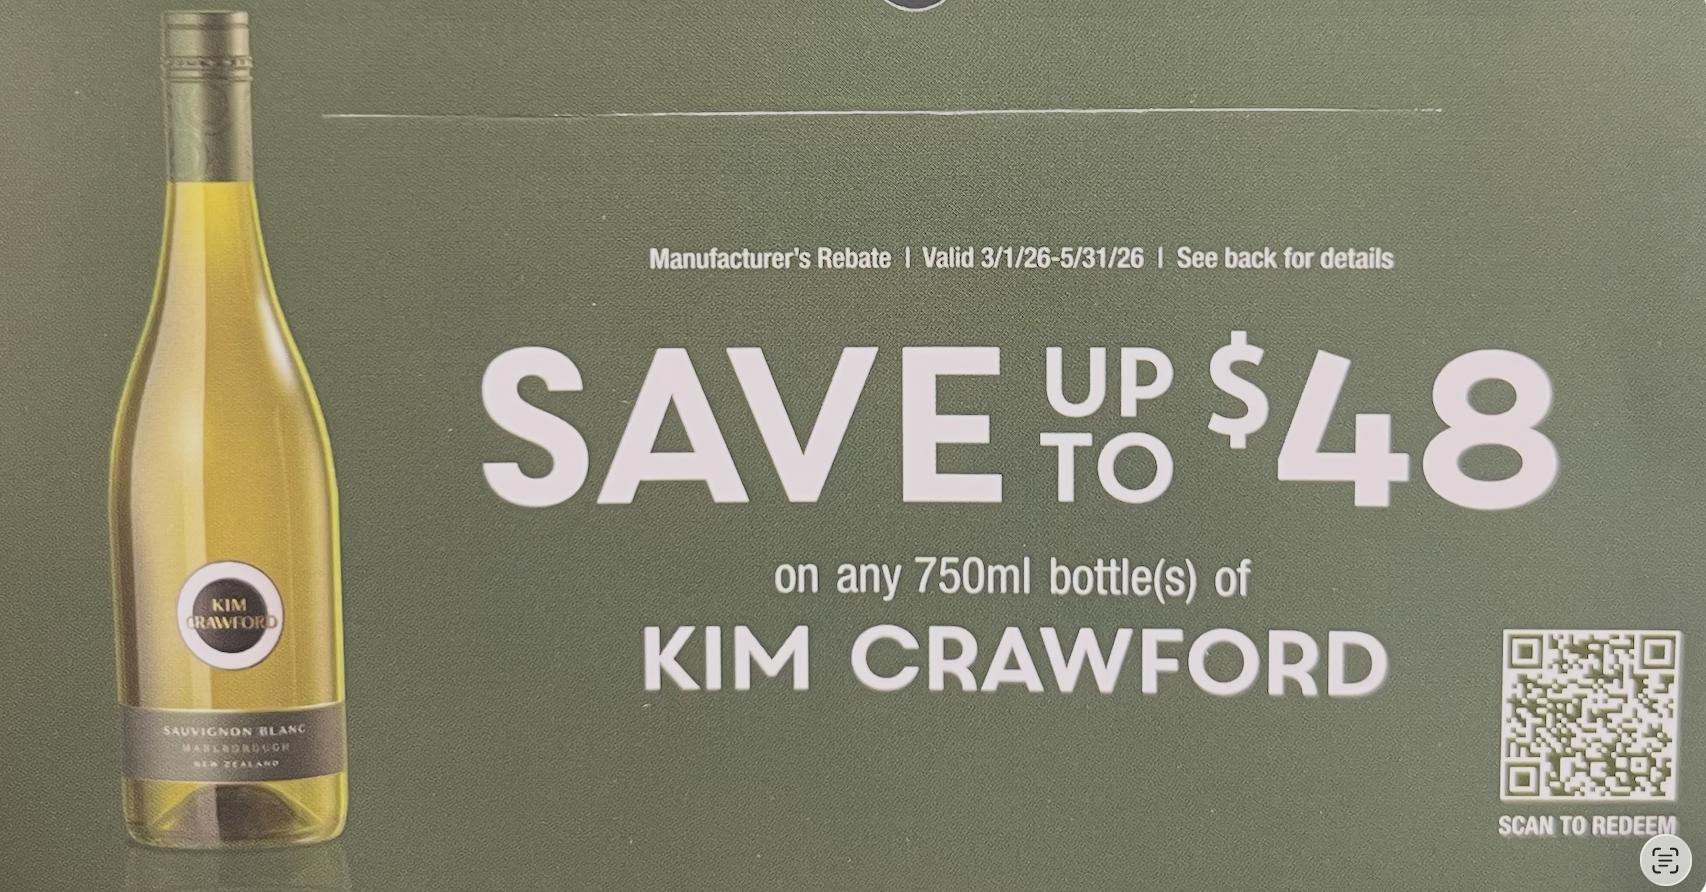 Manufacturer's Rebate | Valid 3/1/26-5/31/26 | See back for details
SAVE UP TO $48
on any 750ml bottle(s) of
KIM CRAWFORD
KIM
CRAWFORD
SAUVIGNON BLANC
MARLBOROUGH
NEW ZEALAND
SCAN TO REDEEM